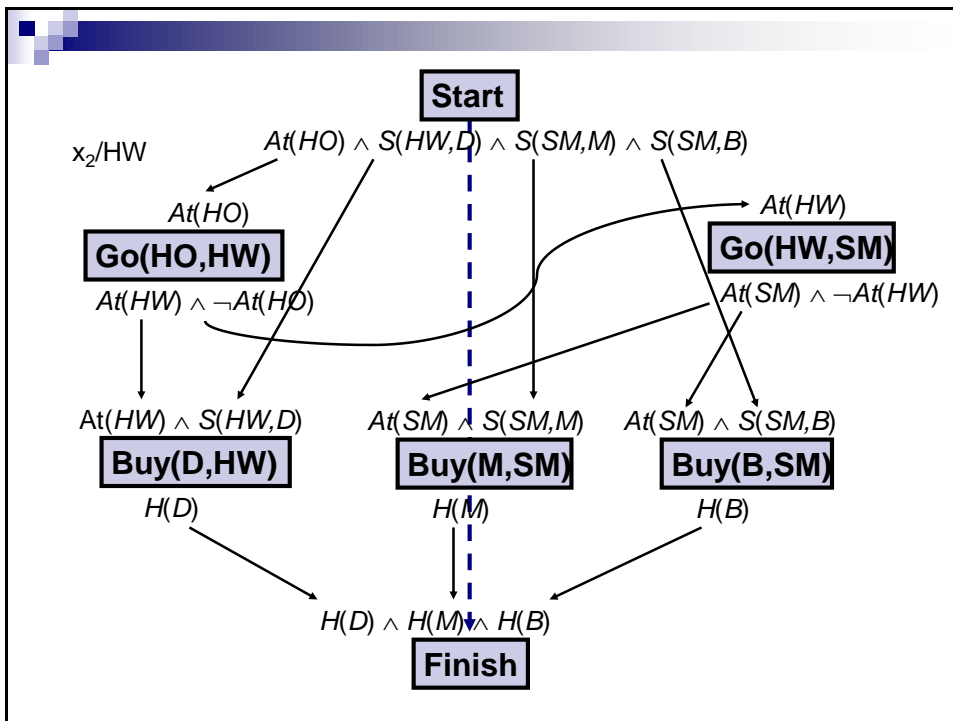 Start
x₂/HW
At(HO) ∧ S(HW,D) ∧ S(SM,M) ∧ S(SM,B)
At(HO)
At(HW)
Go(HO,HW)
Go(HW,SM)
At(HW) ∧ ¬At(HO)
At(SM) ∧ ¬At(HW)
At(HW) ∧ S(HW,D)
At(SM) ∧ S(SM,M)
At(SM) ∧ S(SM,B)
Buy(D,HW)
Buy(M,SM)
Buy(B,SM)
H(D)
H(M)
H(B)
H(D) ∧ H(M) ∧ H(B)
Finish